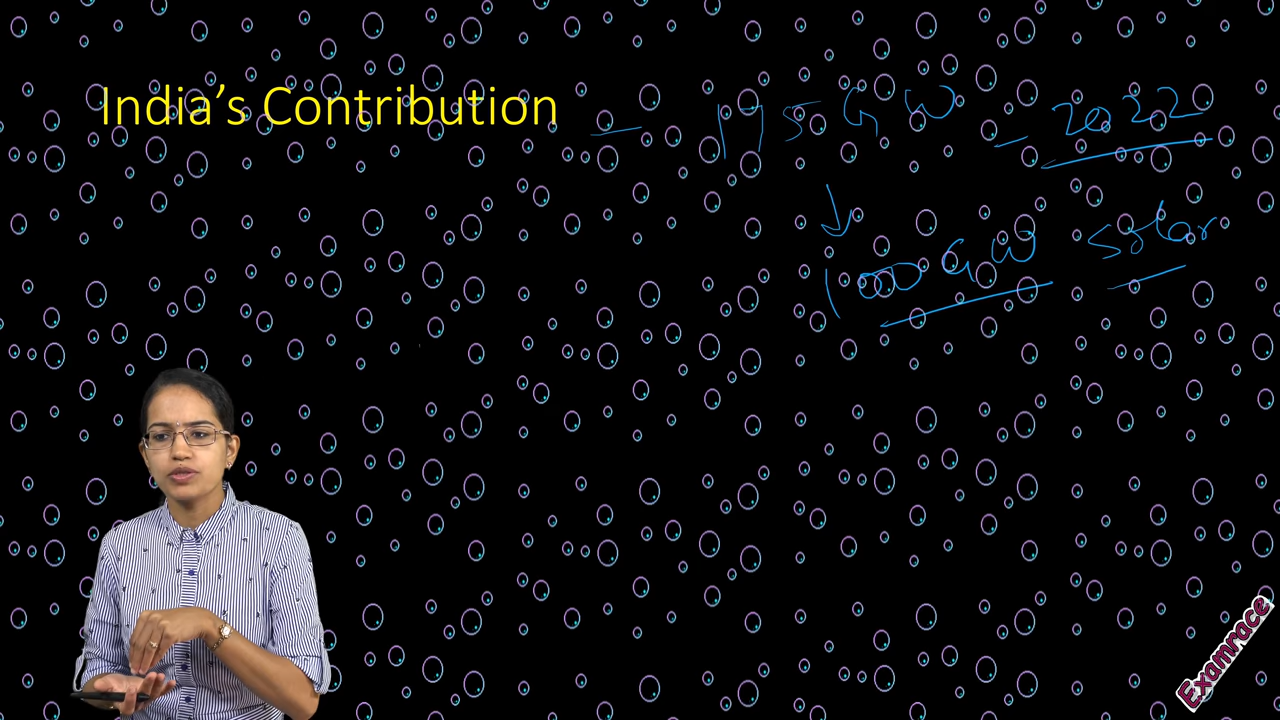 India's Contribution – 175 GW – 2022
↓
100 GW Solar
Examrace